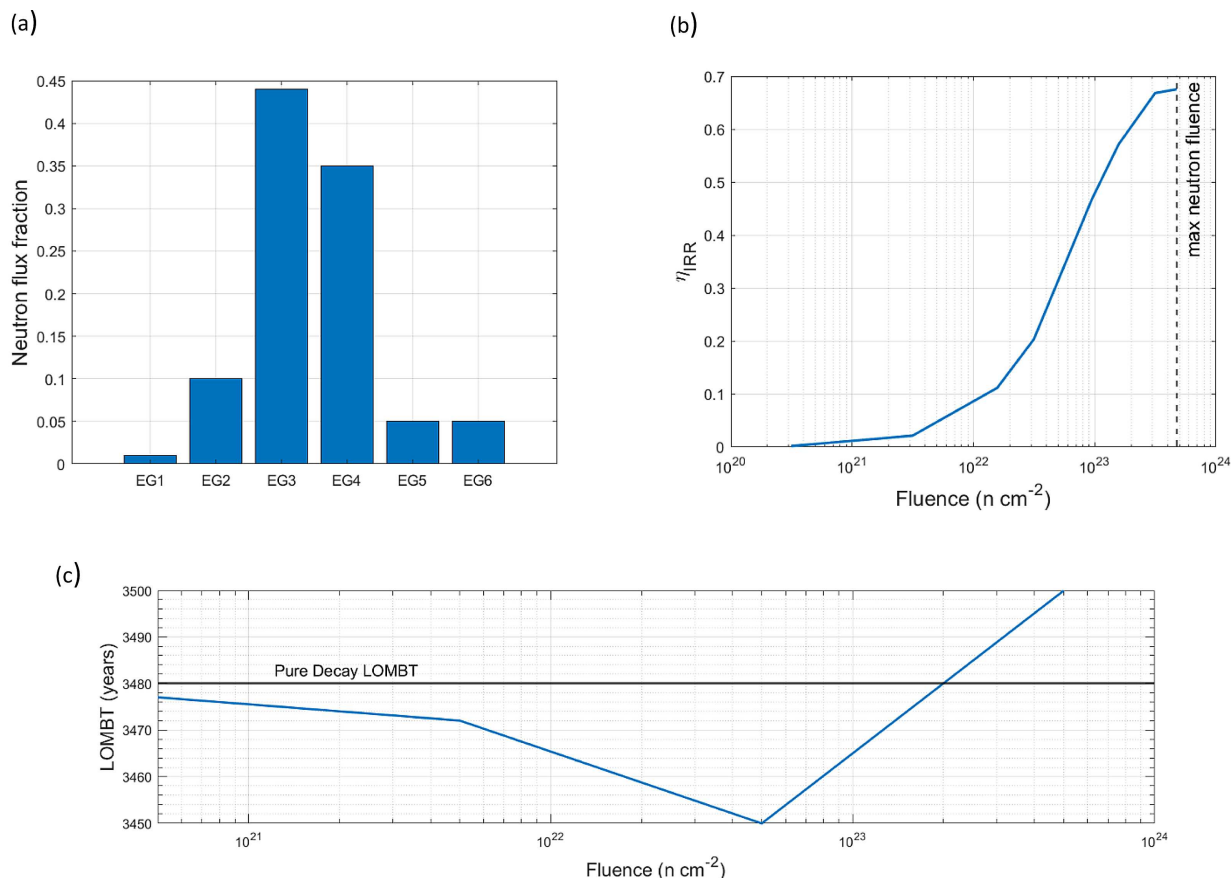 (a)
0.45
0.4
0.35
0.3
0.25
0.2
0.15
0.1
0.05
0
Neutron flux fraction
EG1 EG2 EG3 EG4 EG5 EG6
(b)
0.7
0.6
0.5
0.4
0.3
0.2
0.1
0
η_IRR
max neutron fluence
10^20 10^21 10^22 10^23 10^24
Fluence (n cm^-2)
(c)
3500
3490
3480
3470
3460
3450
LOMBT (years)
Pure Decay LOMBT
10^21 10^22 10^23 10^24
Fluence (n cm^-2)